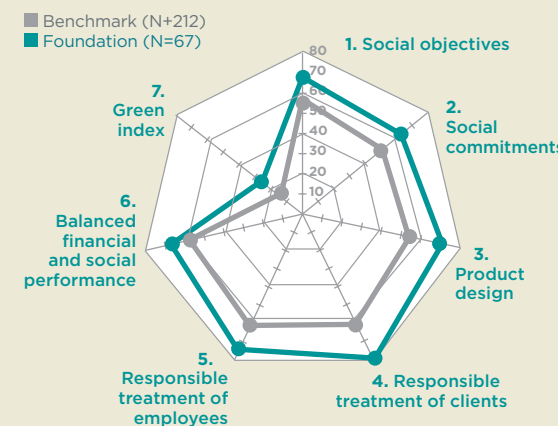 Benchmark (N+212)
Foundation (N=67)
80
70
60
50
40
30
20
10
1. Social objectives
2.
Social
commitments
3.
Product
design
4. Responsible
treatment of clients
5.
Responsible
treatment of
employees
6.
Balanced
financial
and social
performance
7.
Green
index